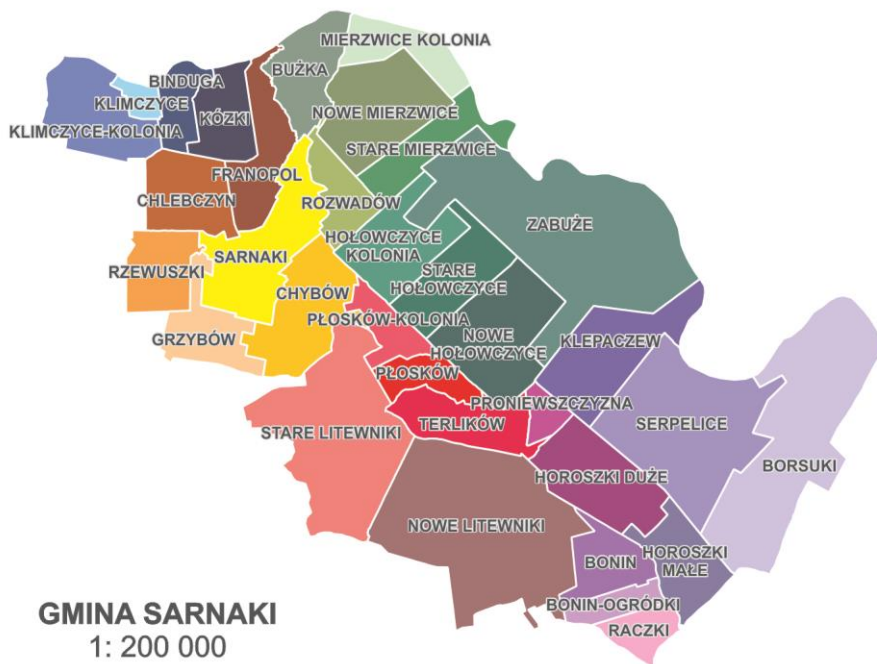 MIERZWICE KOLONIA
BUŻKA
BINDUGA
KLIMCZYCE
KÓZKI
NOWE MIERZWICE
KLIMCZYCE-KOLONIA
STARE MIERZWICE
FRANOPOL
CHLEBCZYN
ROZWADÓW
ZABUŻE
HOŁOWCZYCE
KOLONIA
SARNAKI
RZEWUSZKI
STARE
HOŁOWCZYCE
CHYBÓW
PŁOSKÓW-KOLONIA
GRZYBÓW
NOWE
HOŁOWCZYCE
KLEPACZEW
PŁOSKÓW
PRONIEWSZCZYZNA
TERLIKÓW
STARE LITEWNIKI
SERPELICE
BORSUKI
HOROSZKI DUŻE
NOWE LITEWNIKI
BONIN
HOROSZKI
MAŁE
BONIN-OGRÓDKI
RACZKI
GMINA SARNAKI
1: 200 000